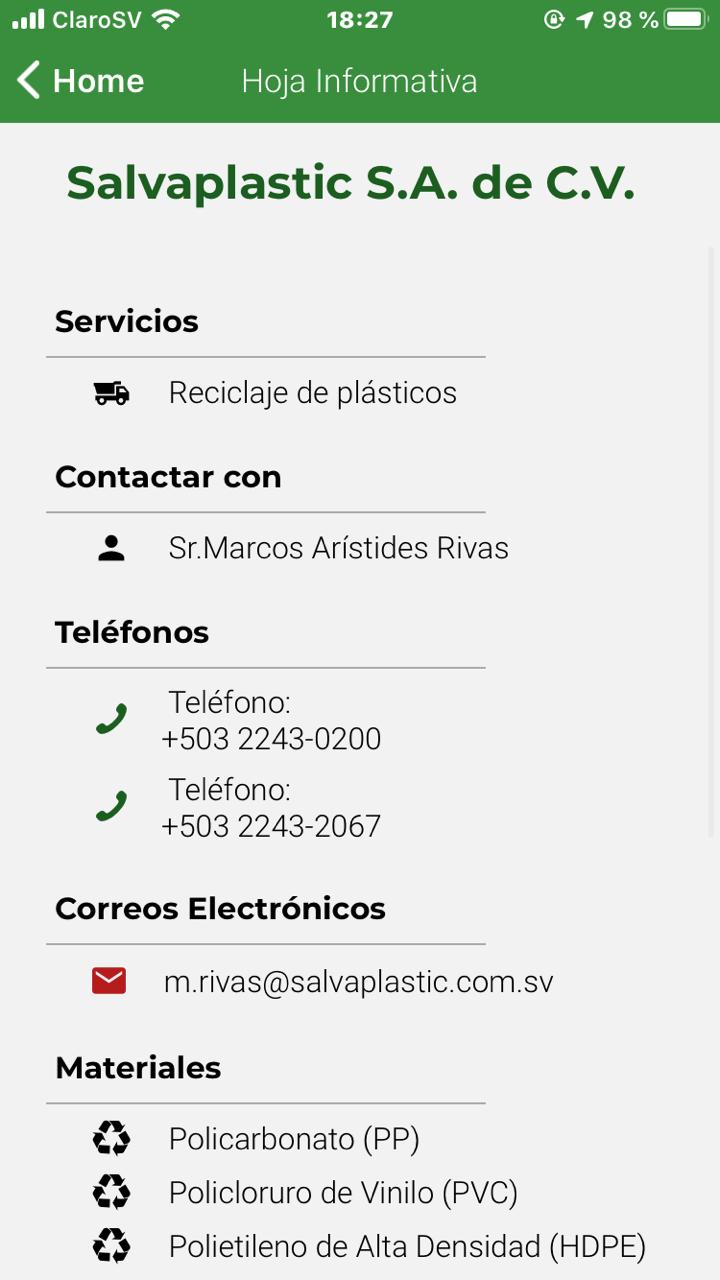 ClaroSV 18:27 98 %
Home Hoja Informativa
Salvaplastic S.A. de C.V.
Servicios
Reciclaje de plásticos
Contactar con
Sr.Marcos Arístides Rivas
Teléfonos
Teléfono:
+503 2243-0200
Teléfono:
+503 2243-2067
Correos Electrónicos
m.rivas@salvaplastic.com.sv
Materiales
Policarbonato (PP)
Policloruro de Vinilo (PVC)
Polietileno de Alta Densidad (HDPE)